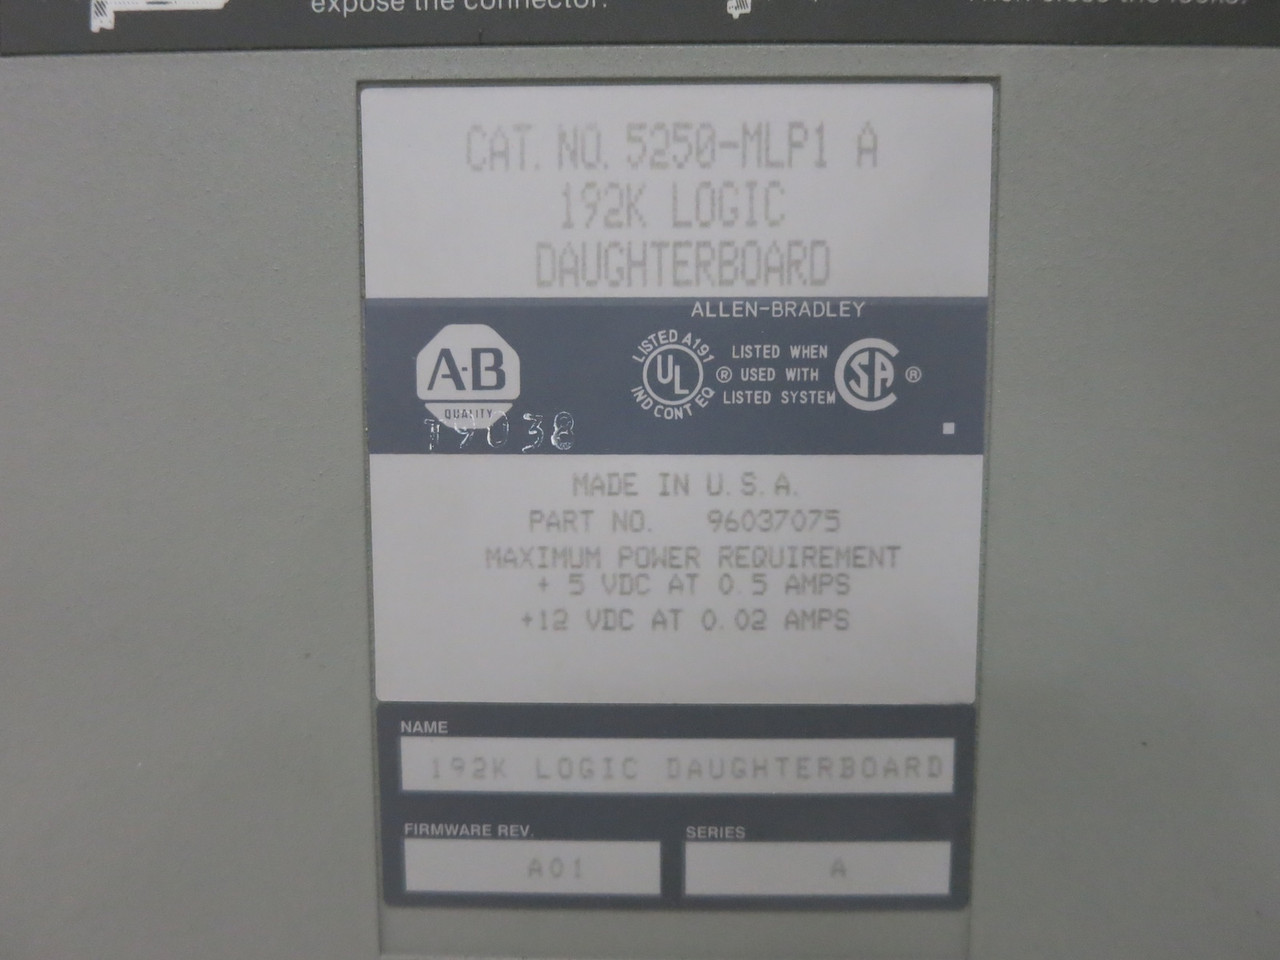 expose the connector.
CAT. NO. 5250-MLP1 A
192K LOGIC
DAUGHTERBOARD
ALLEN-BRADLEY
A-B
QUALITY
LISTED A191
UL
IND CONT EQ
®
LISTED WHEN
USED WITH
LISTED SYSTEM
SA
®
T9038
MADE IN U.S.A.
PART NO. 96037075
MAXIMUM POWER REQUIREMENT
+ 5 VDC AT 0.5 AMPS
+12 VDC AT 0.02 AMPS
NAME
192K LOGIC DAUGHTERBOARD
FIRMWARE REV.
A01
SERIES
A